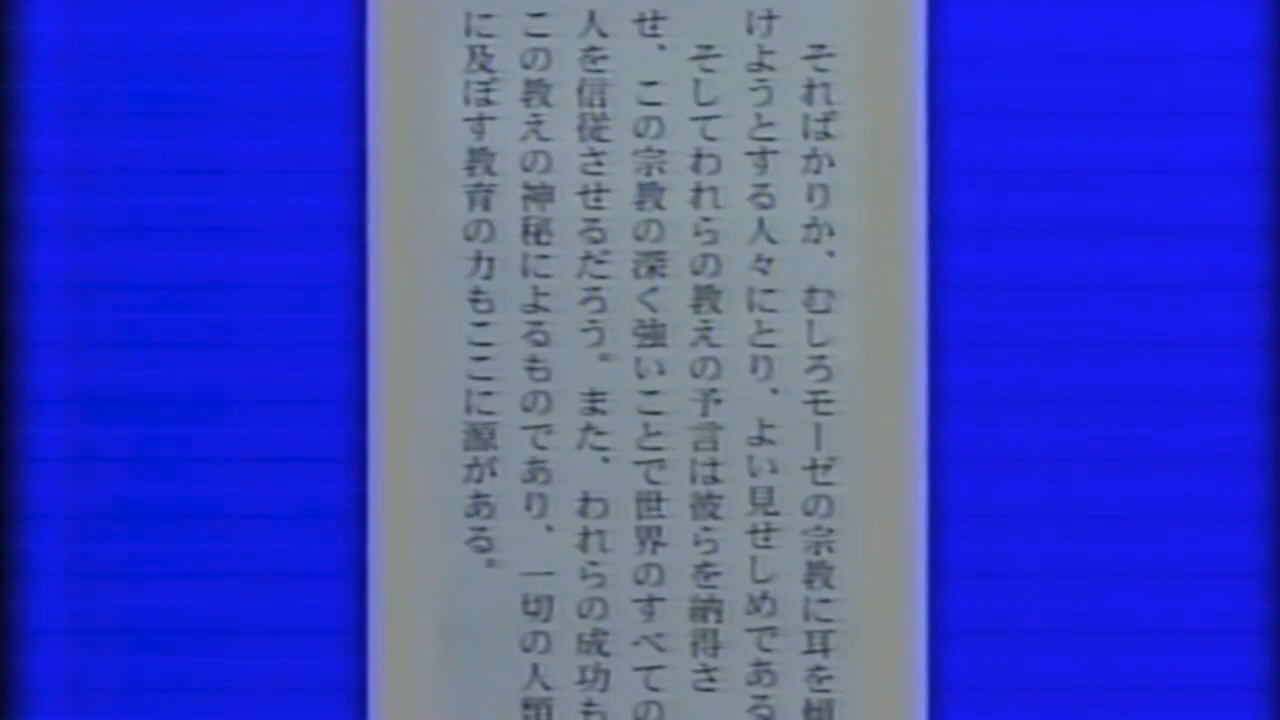 そればかりか、むしろモーゼの宗教に耳を傾
けようとする人々にとり、よい見せしめである
そしてわれらの教えの予言は彼らを納得さ
せ、この宗教の深く強いことで世界のすべての
人を信従させるだろう。また、われらの成功も
この教えの神秘によるものであり、一切の人類
に及ぼす教育の力もここに源がある。